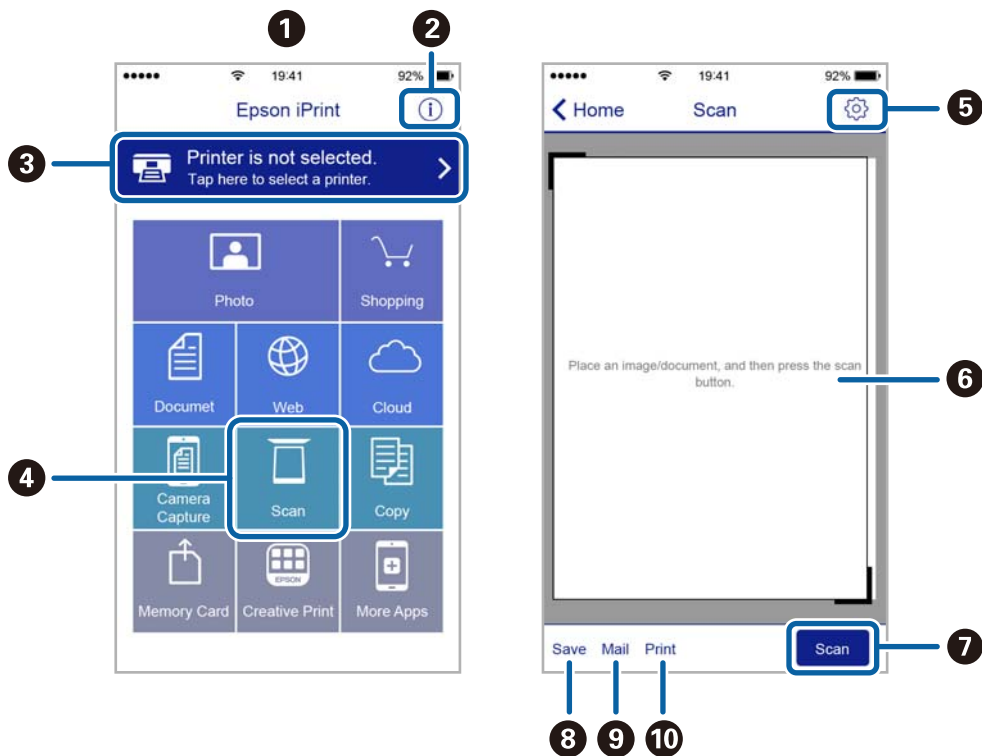 1
2
19:41 92%
Epson iPrint
i
3
Printer is not selected.
Tap here to select a printer.
Photo
Shopping
Documet
Web
Cloud
4
Camera
Capture
Scan
Copy
EPSON
Memory Card
Creative Print
More Apps
19:41 92%
Home Scan
5
Place an image/document, and then press the scan
button.
6
Save Mail Print Scan
7
8 9 10